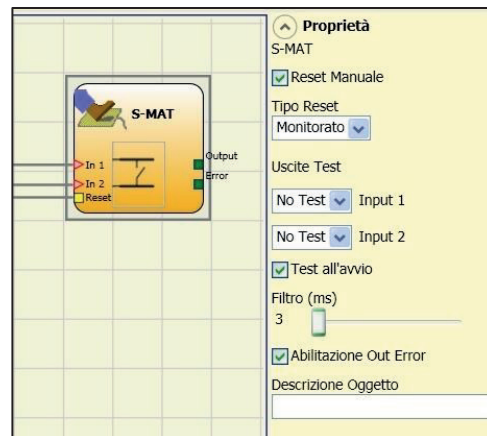 S-MAT
In 1
In 2
Reset
Output
Error
Proprietà
S-MAT
Reset Manuale
Tipo Reset
Monitorato
Uscite Test
No Test Input 1
No Test Input 2
Test all'avvio
Filtro (ms)
3
Abilitazione Out Error
Descrizione Oggetto